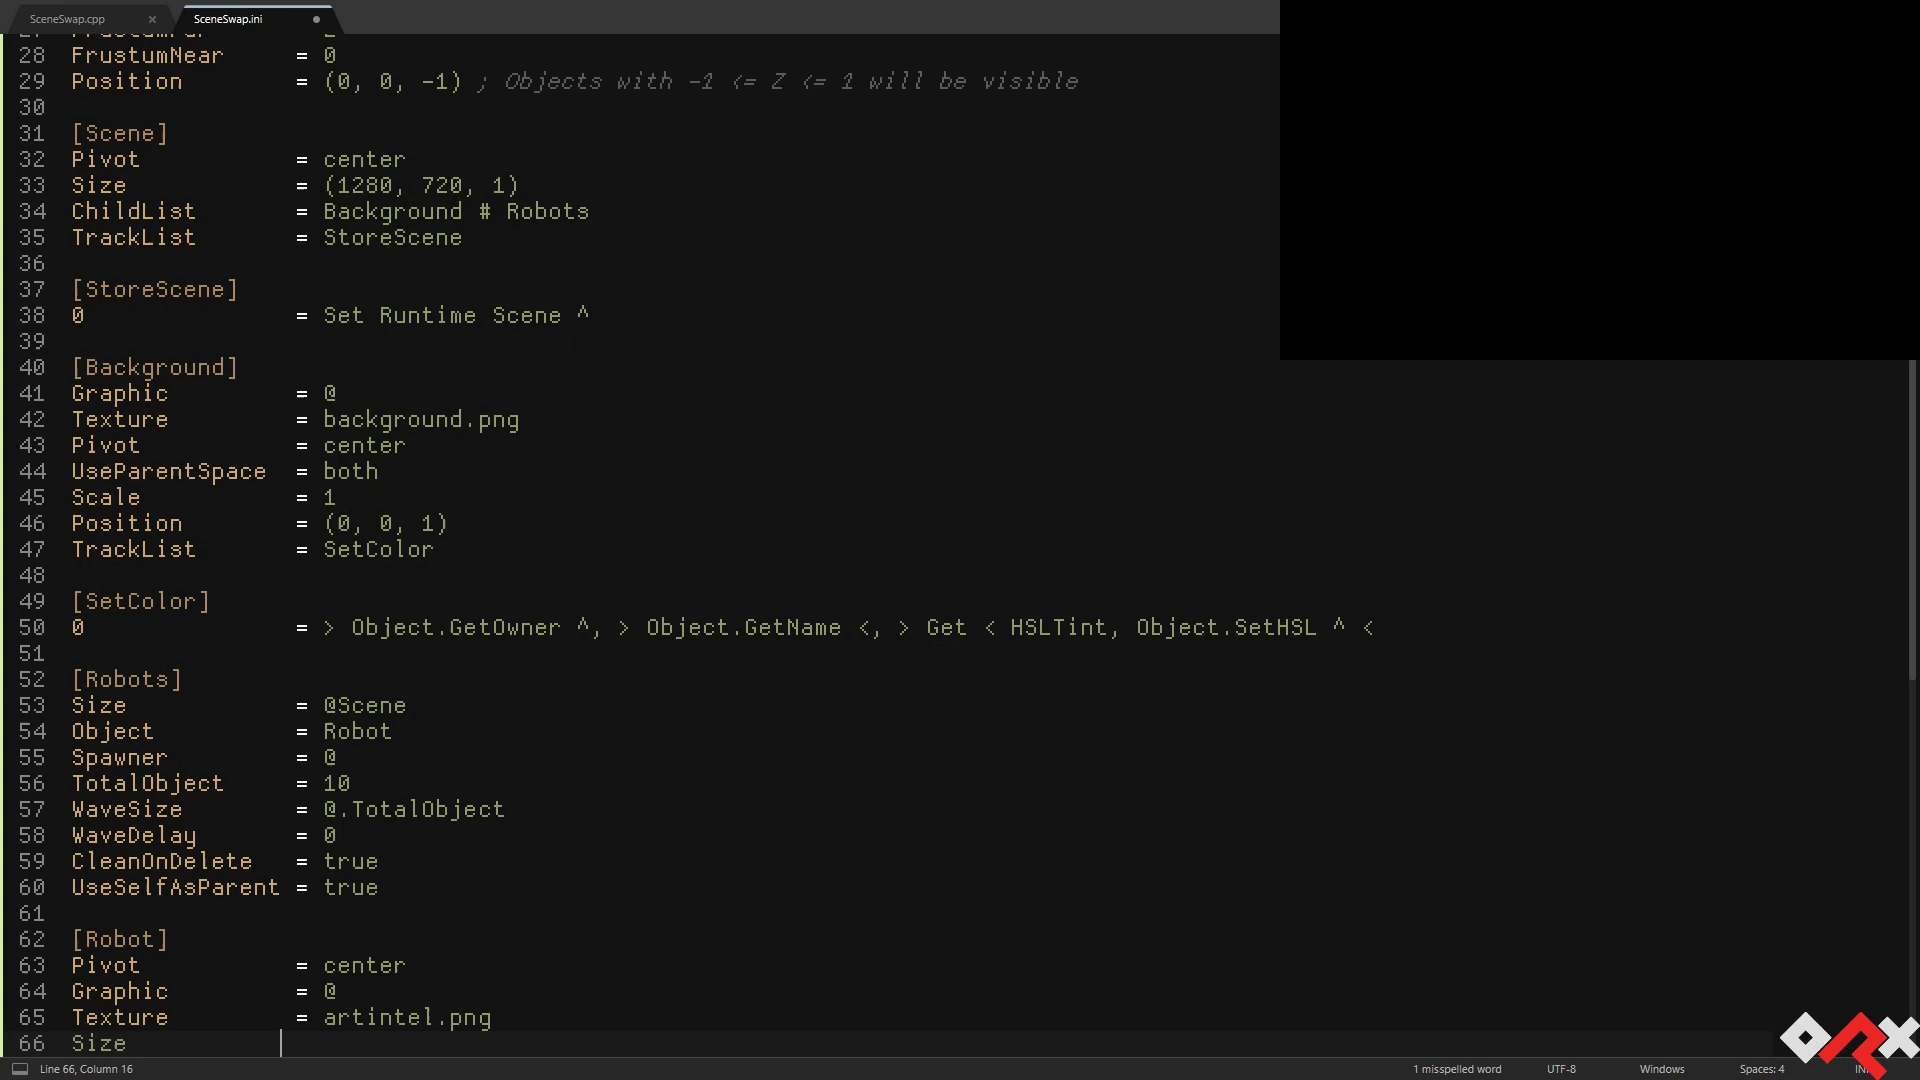 SceneSwap.cpp × SceneSwap.ini
28 FrustumNear = 0
29 Position = (0, 0, -1) ; Objects with -1 <= Z <= 1 will be visible
30
31 [Scene]
32 Pivot = center
33 Size = (1280, 720, 1)
34 ChildList = Background # Robots
35 TrackList = StoreScene
36
37 [StoreScene]
38 0 = Set Runtime Scene ^
39
40 [Background]
41 Graphic = @
42 Texture = background.png
43 Pivot = center
44 UseParentSpace = both
45 Scale = 1
46 Position = (0, 0, 1)
47 TrackList = SetColor
48
49 [SetColor]
50 0 = > Object.GetOwner ^, > Object.GetName <, > Get < HSLTint, Object.SetHSL ^ <
51
52 [Robots]
53 Size = @Scene
54 Object = Robot
55 Spawner = @
56 TotalObject = 10
57 WaveSize = @.TotalObject
58 WaveDelay = 0
59 CleanOnDelete = true
60 UseSelfAsParent = true
61
62 [Robot]
63 Pivot = center
64 Graphic = @
65 Texture = artintel.png
66 Size
Line 66, Column 16 1 misspelled word UTF-8 Windows Spaces: 4
ORX